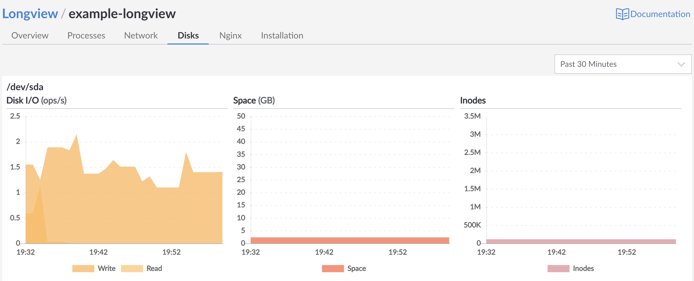 Longview / example-longview
Documentation
Overview Processes Network Disks Nginx Installation
Past 30 Minutes
/dev/sda
Disk I/O (ops/s)
2.5
2
1.5
1
0.5
0
19:32 19:42 19:52
Write Read
Space (GB)
50
45
40
35
30
25
20
15
10
5
0
19:32 19:42 19:52
Space
Inodes
3.5M
3M
2.5M
2M
1.5M
1M
500K
0
19:32 19:42 19:52
Inodes